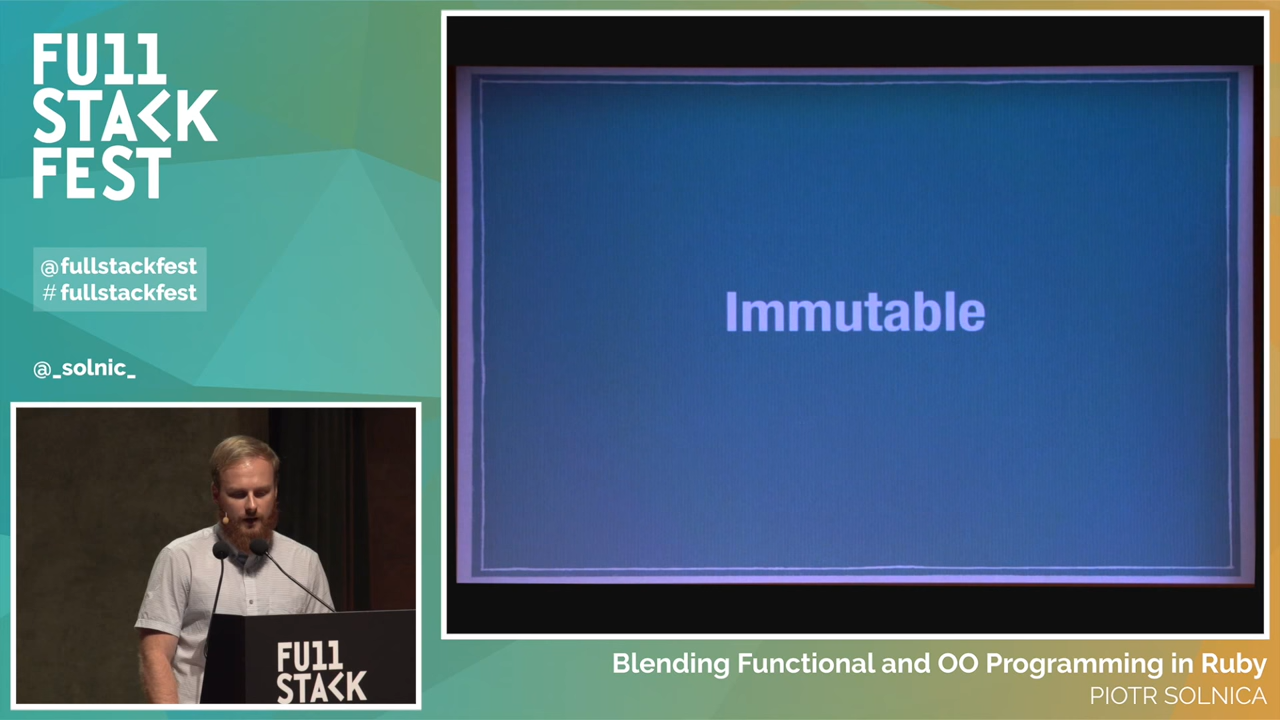 FU11
STACK
FEST
@fullstackfest
# fullstackfest
@_solnic_
Immutable
FU11
STACK
Blending Functional and OO Programming in Ruby
PIOTR SOLNICA